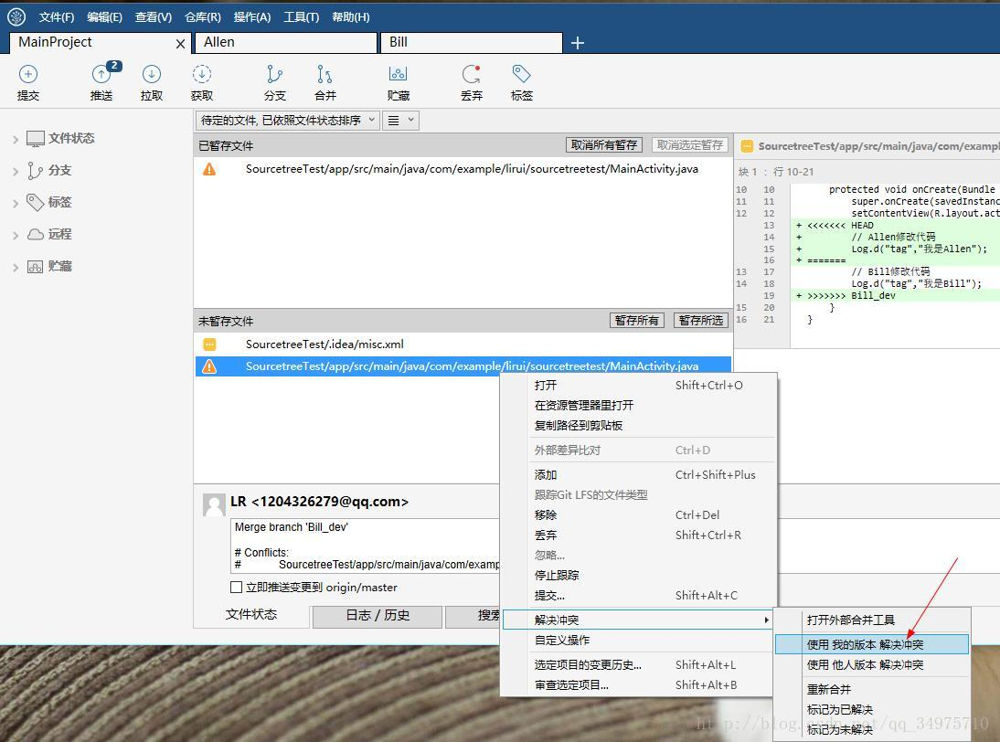 文件(F) 编辑(E) 查看(V) 仓库(R) 操作(A) 工具(T) 帮助(H)
MainProject Allen Bill
2
提交 推送 拉取 获取 分支 合并 贮藏 丢弃 标签
文件状态
分支
标签
远程
贮藏
待定的文件, 已依照文件状态排序
已暂存文件 取消所有暂存 取消选定暂存
SourcetreeTest/app/src/main/java/com/example/lirui/sourcetreetest/MainActivity.java
未暂存文件 暂存所有 暂存所选
SourcetreeTest/.idea/misc.xml
SourcetreeTest/app/src/main/java/com/example/lirui/sourcetreetest/MainActivity.java
SourcetreeTest/app/src/main/java/com/exampl
块 1 : 行 10-21
10 10 protected void onCreate(Bundle
11 11 super.onCreate(savedInstanc
12 12 setContentView(R.layout.act
13 + <<<<<<< HEAD
14 + // Allen修改代码
15 + Log.d("tag","我是Allen");
16 + =======
13 17 // Bill修改代码
14 18 Log.d("tag","我是Bill");
19 + >>>>>>> Bill_dev
15 20 }
16 21 }
LR <1204326279@qq.com>
Merge branch 'Bill_dev'
# Conflicts:
# SourcetreeTest/app/src/main/java/com/examp
立即推送变更到 origin/master
文件状态 日志 / 历史 搜索
打开 Shift+Ctrl+O
在资源管理器里打开
复制路径到剪贴板
外部差异比对 Ctrl+D
添加 Ctrl+Shift+Plus
跟踪Git LFS的文件类型
移除 Ctrl+Del
丢弃 Shift+Ctrl+R
忽略...
停止跟踪
提交... Shift+Alt+C
解决冲突
自定义操作
选定项目的变更历史... Shift+Alt+L
审查选定项目... Shift+Alt+B
打开外部合并工具
使用 我的版本 解决冲突
使用 他人版本 解决冲突
重新合并
标记为已解决
标记为未解决
http://blog.csdn.net/qq_34975710